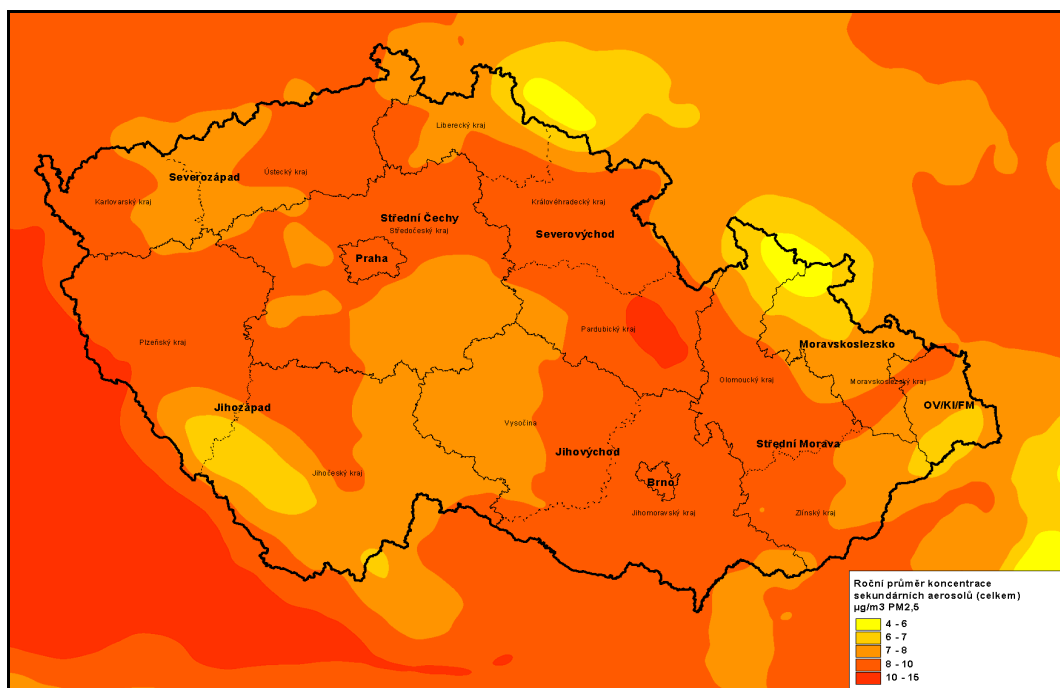 Liberecký kraj
Ústecký kraj
Severozápad
Karlovarský kraj
Královéhradecký kraj
Střední Čechy
Středočeský kraj
Severovýchod
Praha
Pardubický kraj
Plzeňský kraj
Moravskoslezsko
Olomoucký kraj
Moravskoslezský kraj
Jihozápad
OV/KI/FM
Vysočina
Střední Morava
Jihovýchod
Jihočeský kraj
Brno
Jihomoravský kraj
Zlínský kraj
Roční průměr koncentrace
sekundárních aerosolů (celkem)
µg/m3 PM2,5
4 - 6
6 - 7
7 - 8
8 - 10
10 - 15